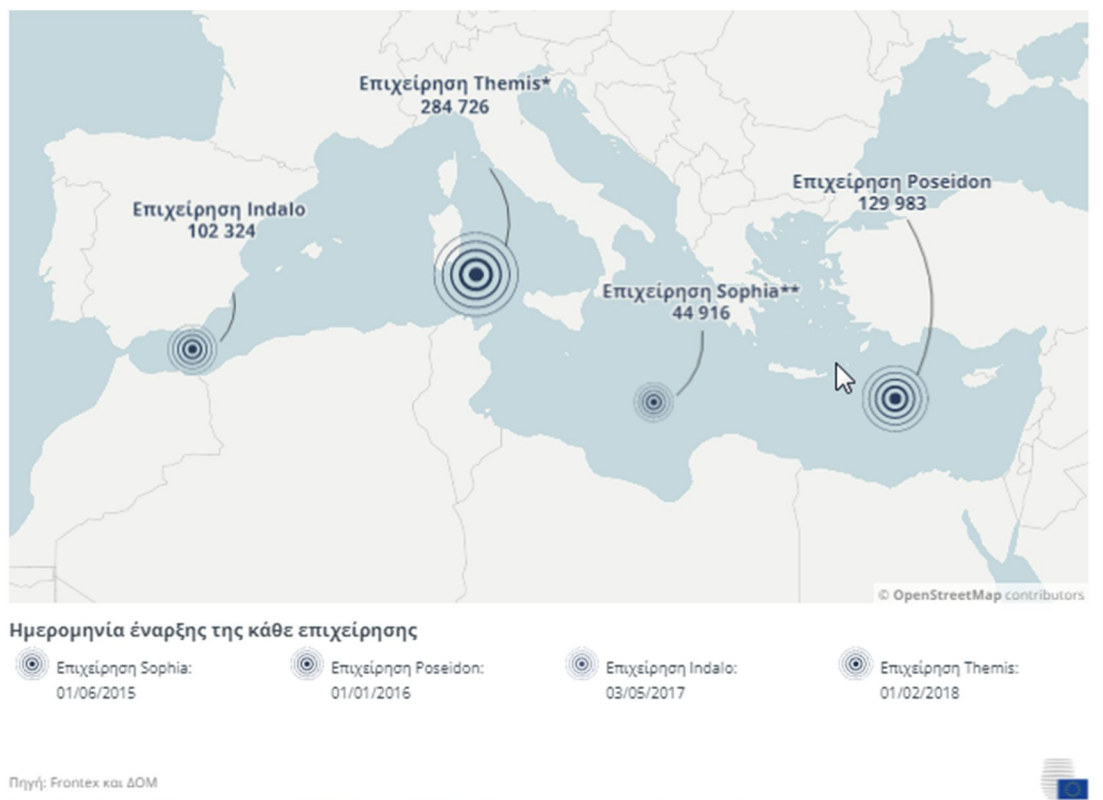 Επιχείρηση Themis*
284 726
Επιχείρηση Poseidon
129 983
Επιχείρηση Indalo
102 324
Επιχείρηση Sophia**
44 916
© OpenStreetMap contributors
Ημερομηνία έναρξης της κάθε επιχείρησης
Επιχείρηση Sophia:
01/06/2015
Επιχείρηση Poseidon:
01/01/2016
Επιχείρηση Indalo:
03/05/2017
Επιχείρηση Themis:
01/02/2018
Πηγή: Frontex και ΔΟΜ